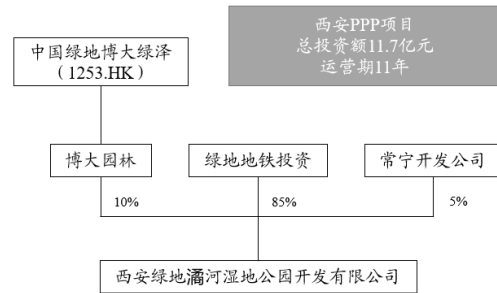 西安PPP项目
总投资额11.7亿元
运营期11年
中国绿地博大绿泽
（1253.HK）
博大园林
绿地地铁投资
常宁开发公司
10%
85%
5%
西安绿地潏河湿地公园开发有限公司